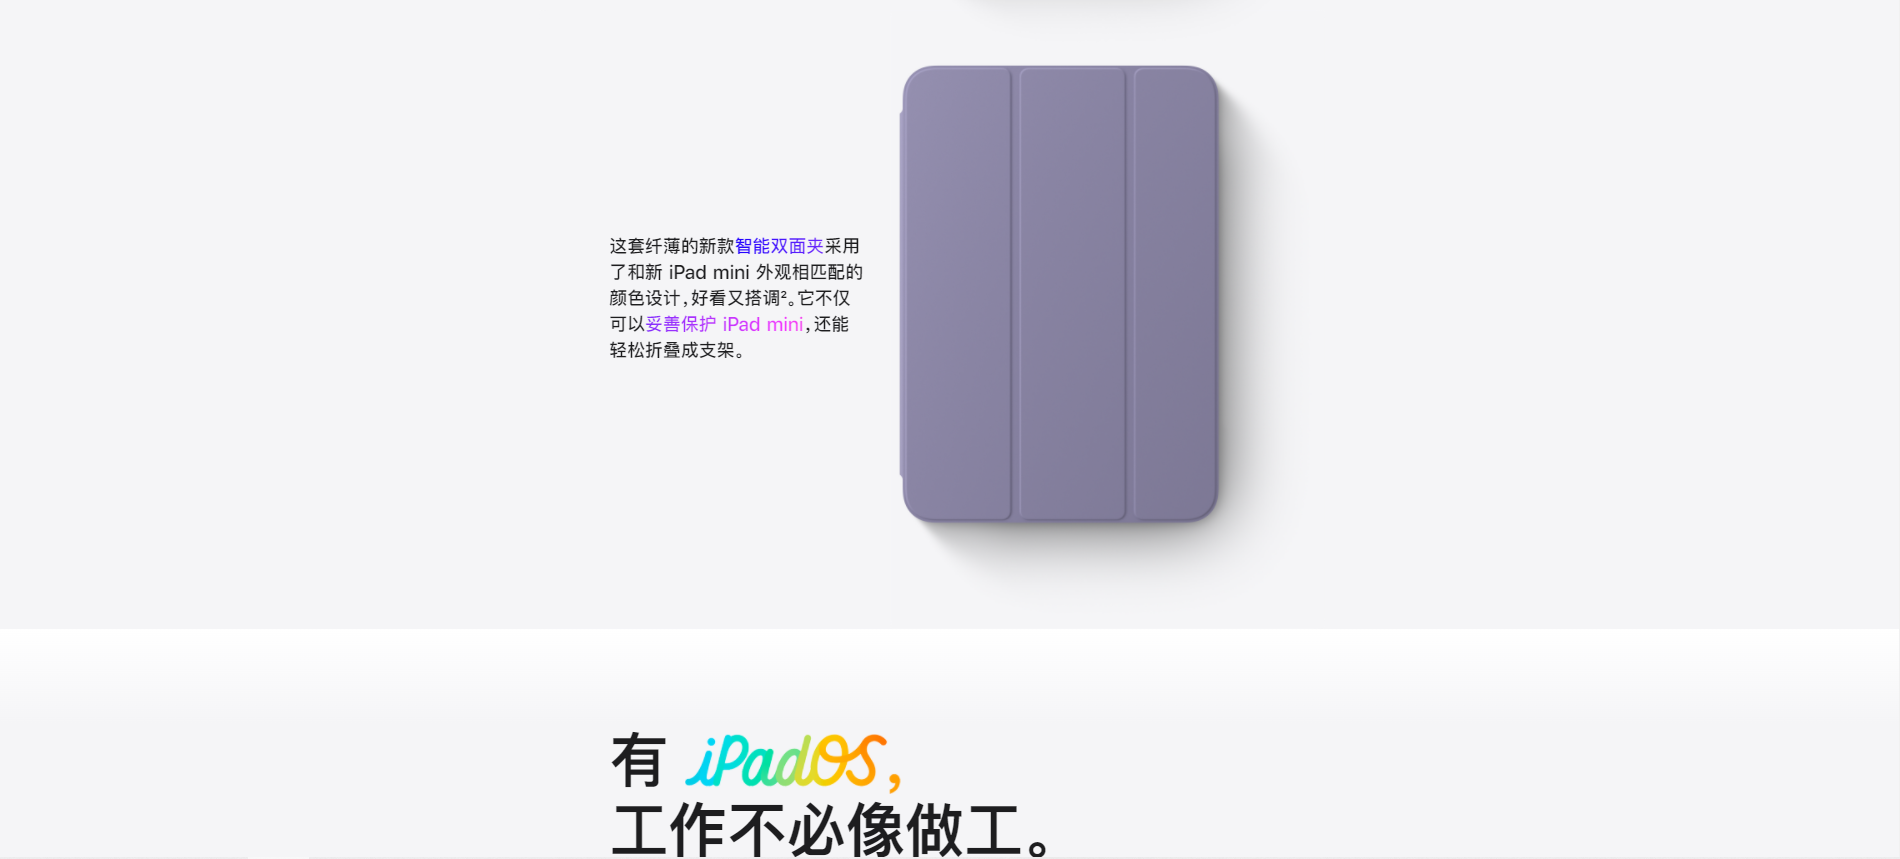 这套纤薄的新款智能双面夹采用
了和新 iPad mini 外观相匹配的
颜色设计，好看又搭调²。它不仅
可以妥善保护 iPad mini，还能
轻松折叠成支架。
有 iPadOS，
工作不必像做工。